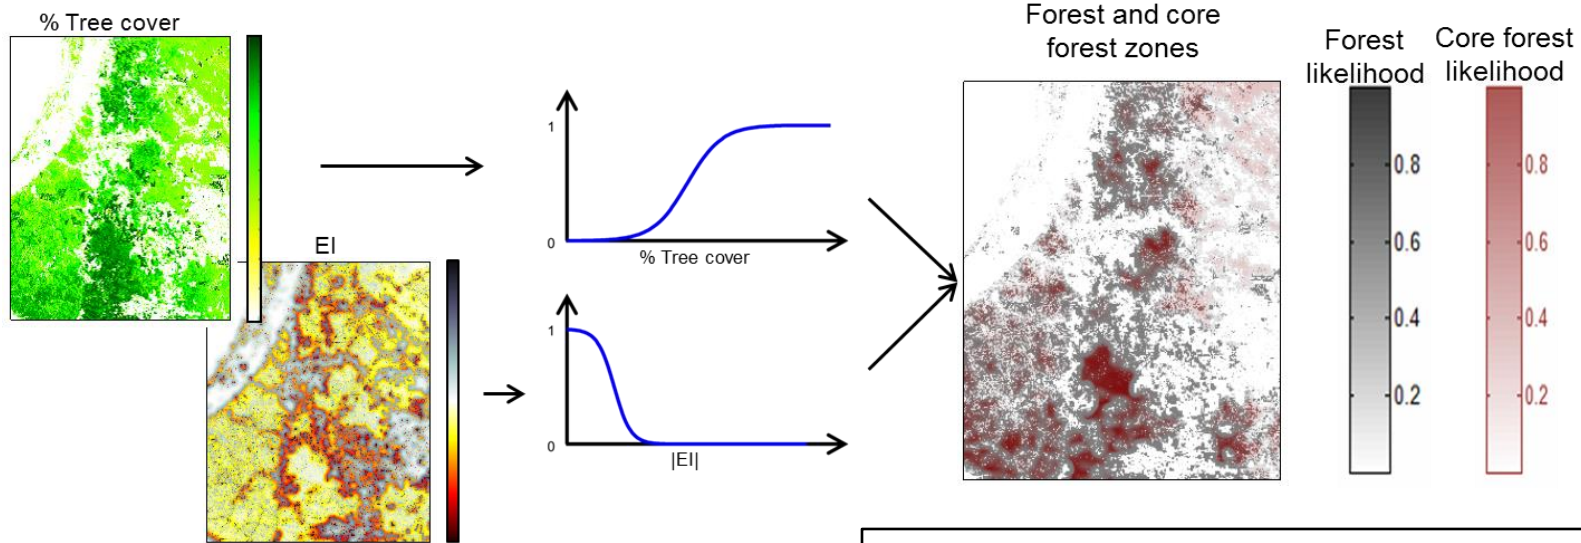 % Tree cover
EI
1
0
% Tree cover
1
0
|EI|
Forest and core
forest zones
Forest
likelihood
0.8
0.6
0.4
0.2
Core forest
likelihood
0.8
0.6
0.4
0.2